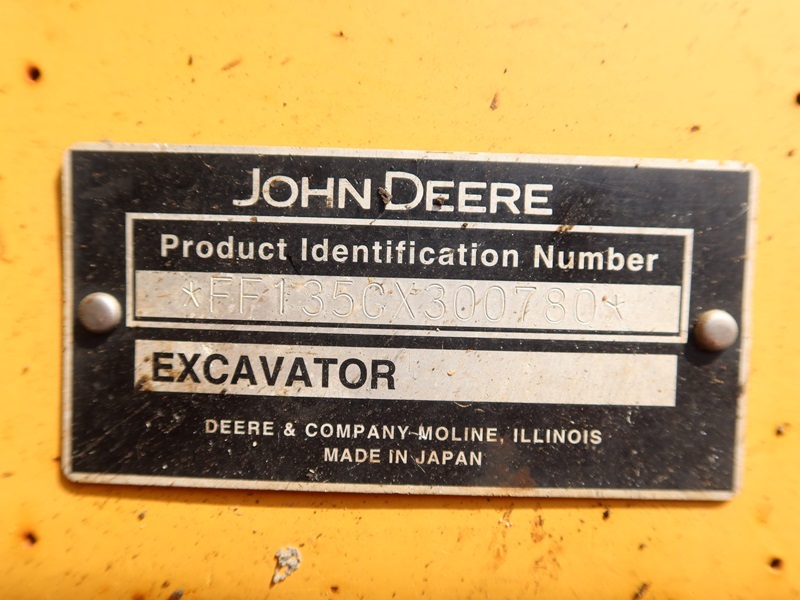 JOHN DEERE
Product Identification Number
*FF135CX300780*
EXCAVATOR
DEERE & COMPANY MOLINE, ILLINOIS
MADE IN JAPAN